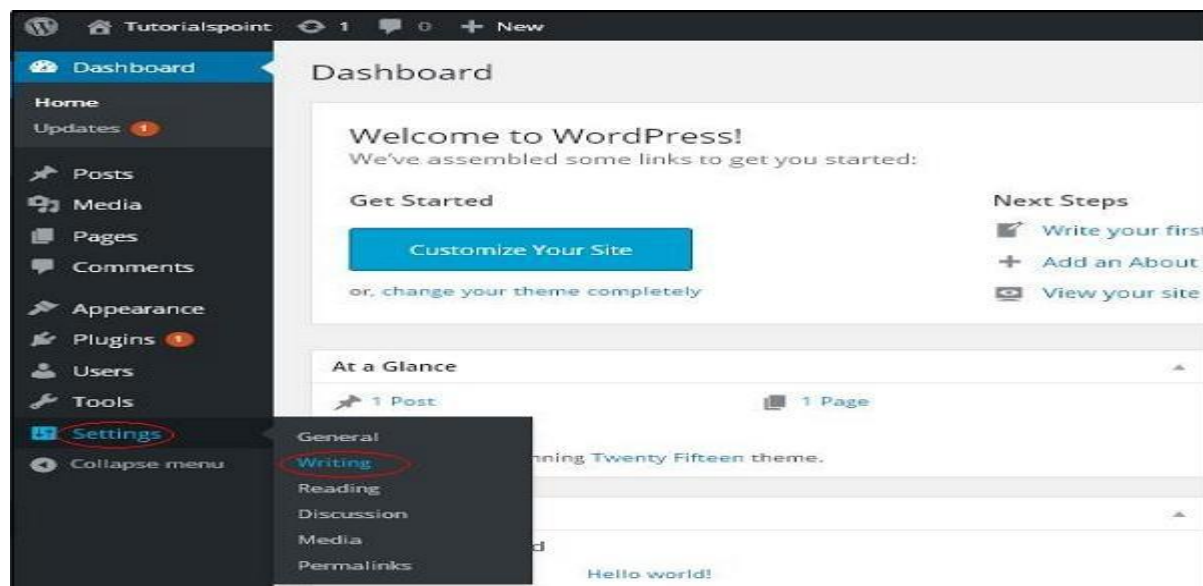 Tutorialspoint 1 0 + New
Dashboard
Home
Updates 1
Posts
Media
Pages
Comments
Appearance
Plugins 1
Users
Tools
Settings
Collapse menu
General
Writing
Reading
Discussion
Media
Permalinks
Dashboard
Welcome to WordPress!
We've assembled some links to get you started:
Get Started
Customize Your Site
or, change your theme completely
Next Steps
Write your first
Add an About
View your site
At a Glance
1 Post
1 Page
nning Twenty Fifteen theme.
d
Hello world!